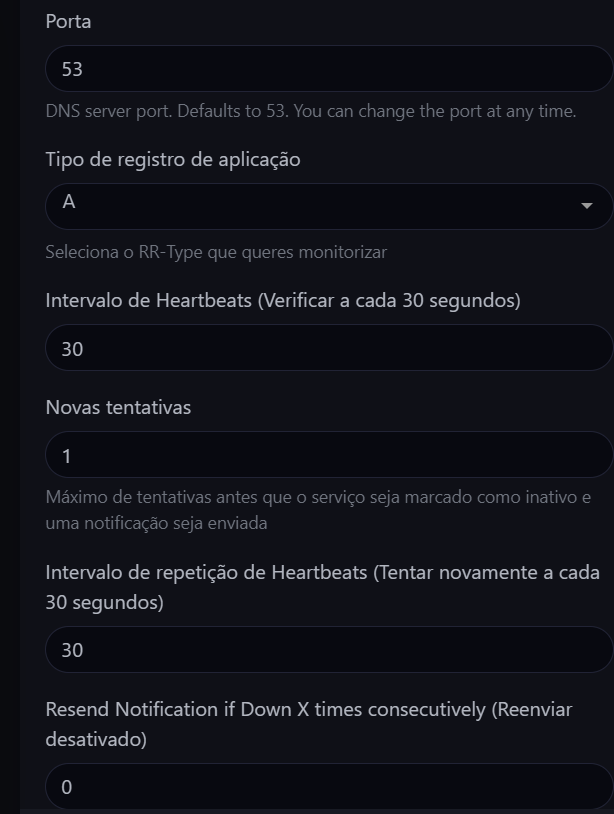 Porta
53
DNS server port. Defaults to 53. You can change the port at any time.
Tipo de registro de aplicação
A
Seleciona o RR-Type que queres monitorizar
Intervalo de Heartbeats (Verificar a cada 30 segundos)
30
Novas tentativas
1
Máximo de tentativas antes que o serviço seja marcado como inativo e
uma notificação seja enviada
Intervalo de repetição de Heartbeats (Tentar novamente a cada
30 segundos)
30
Resend Notification if Down X times consecutively (Reenviar
desativado)
0